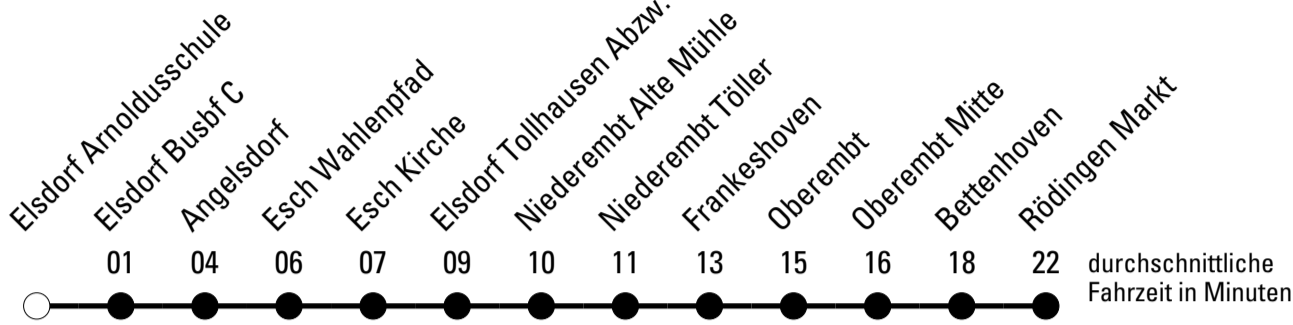 Elsdorf Arnoldusschule
Elsdorf Busbf C
Angelsdorf
Esch Wahlenpfad
Esch Kirche
Elsdorf Tollhausen Abzw.
Niederembt Alte Mühle
Niederembt Töller
Frankeshoven
Oberembt
Oberembt Mitte
Bettenhoven
Rödingen Markt
01 04 06 07 09 10 11 13 15 16 18 22
durchschnittliche
Fahrzeit in Minuten